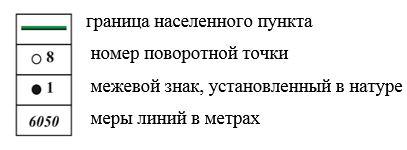 граница населенного пункта
8 номер поворотной точки
1 межевой знак, установленный в натуре
6050 меры линий в метрах